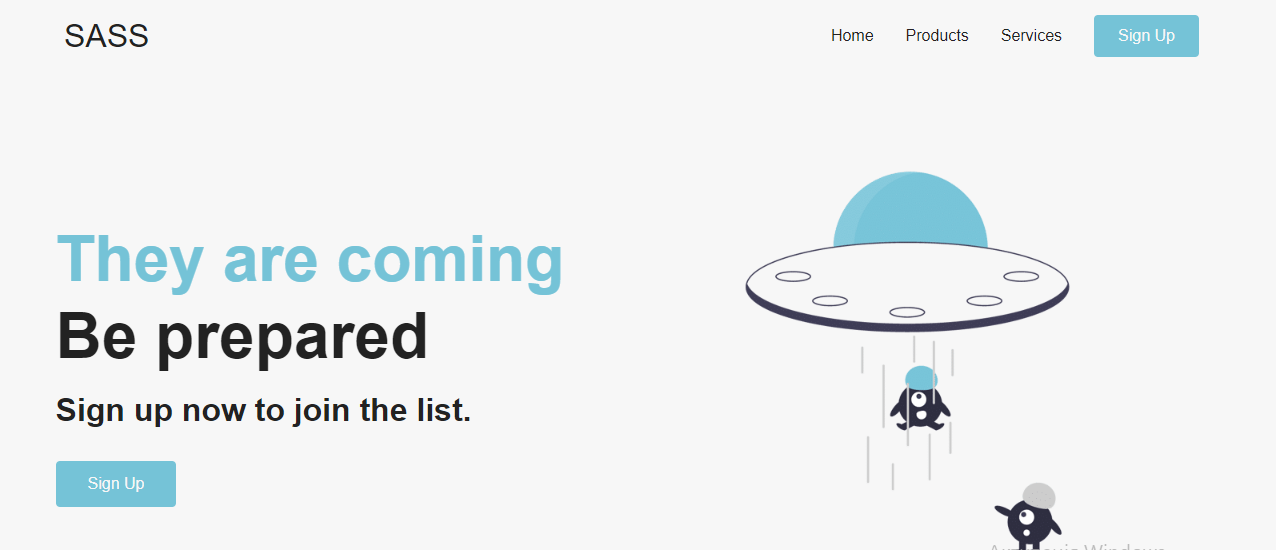 SASS
Home Products Services Sign Up
They are coming
Be prepared
Sign up now to join the list.
Sign Up
Windows